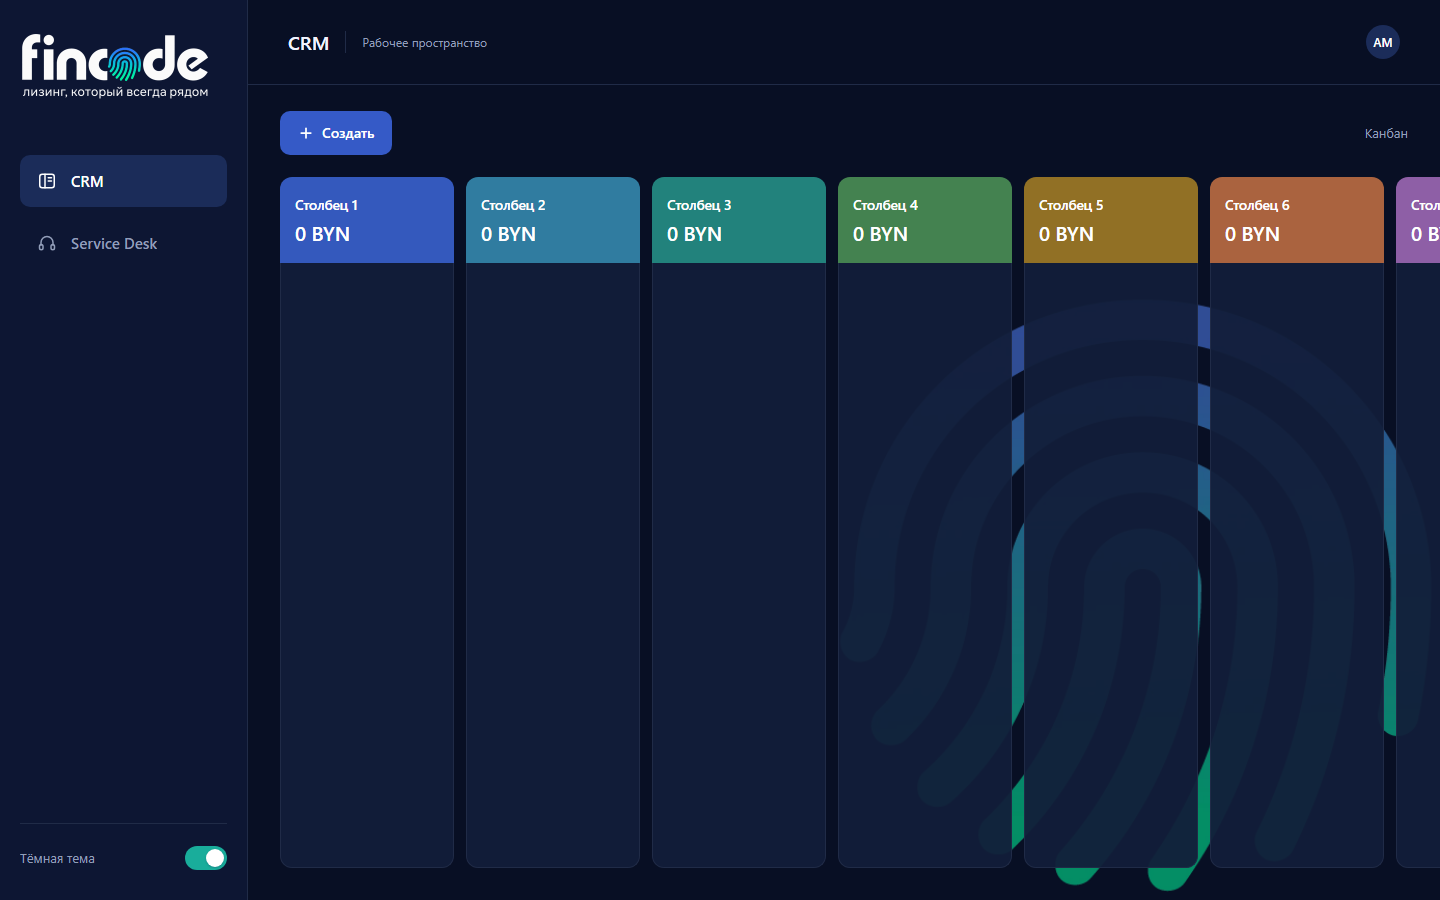 fincode
лизинг, который всегда рядом
CRM
Service Desk
Тёмная тема
CRM
Рабочее пространство
AM
Создать
Канбан
Столбец 1
0 BYN
Столбец 2
0 BYN
Столбец 3
0 BYN
Столбец 4
0 BYN
Столбец 5
0 BYN
Столбец 6
0 BYN